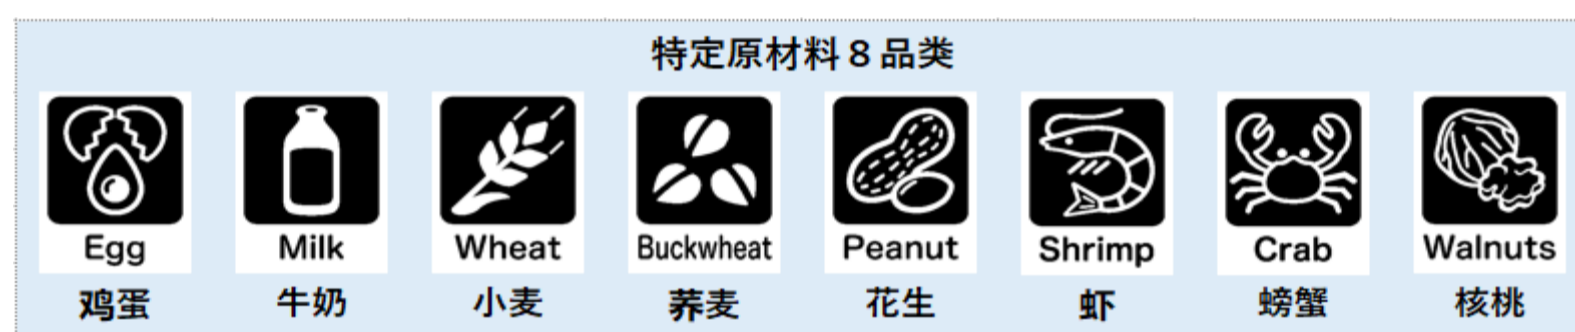 特定原材料８品类
Egg Milk Wheat Buckwheat Peanut Shrimp Crab Walnuts
鸡蛋 牛奶 小麦 荞麦 花生 虾 螃蟹 核桃